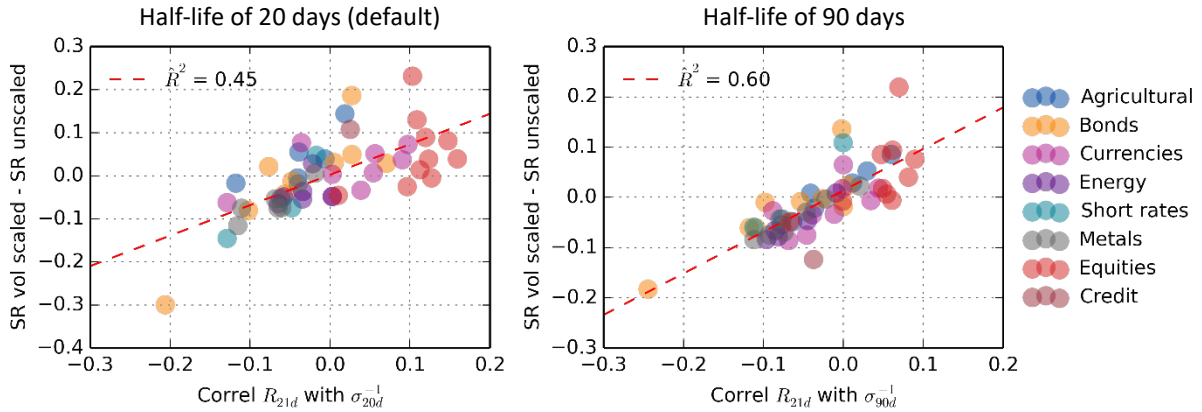 Half-life of 20 days (default)
SR vol scaled - SR unscaled
0.3
0.2
0.1
0.0
−0.1
−0.2
−0.3
−0.4
R̂² = 0.45
−0.3 −0.2 −0.1 0.0 0.1 0.2
Correl R₂₁d with σ₂₀d⁻¹
Half-life of 90 days
SR vol scaled - SR unscaled
0.3
0.2
0.1
0.0
−0.1
−0.2
−0.3
R̂² = 0.60
−0.3 −0.2 −0.1 0.0 0.1 0.2
Correl R₂₁d with σ₉₀d⁻¹
Agricultural
Bonds
Currencies
Energy
Short rates
Metals
Equities
Credit